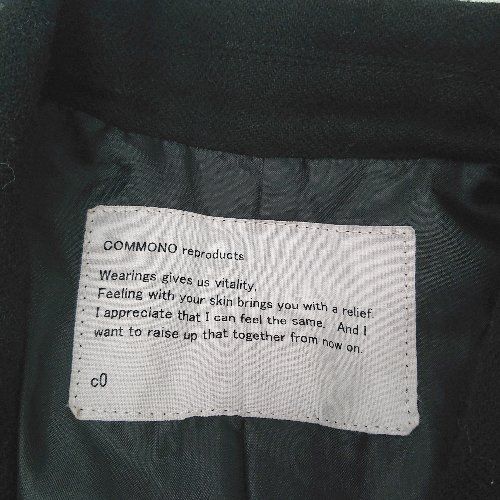 COMMONO reproducts
Wearings gives us vitality.
Feeling with your skin brings you with a relief.
I appreciate that I can feel the same. And I
want to raise up that together from now on.
c0